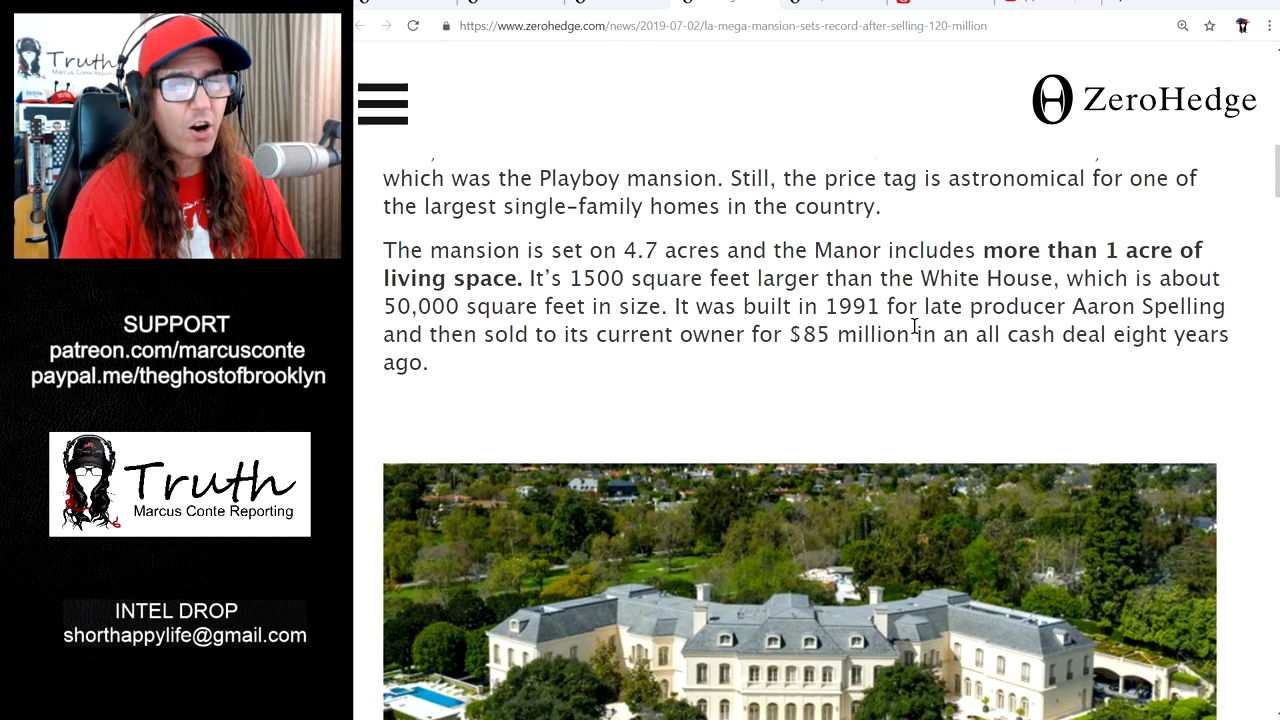 Truth
Marcus Conte Reporting
SUPPORT
patreon.com/marcusconte
paypal.me/theghostofbrooklyn
Truth
Marcus Conte Reporting
INTEL DROP
shorthappylife@gmail.com
https://www.zerohedge.com/news/2019-07-02/la-mega-mansion-sets-record-after-selling-120-million
ZeroHedge
which was the Playboy mansion. Still, the price tag is astronomical for one of
the largest single-family homes in the country.
The mansion is set on 4.7 acres and the Manor includes more than 1 acre of
living space. It’s 1500 square feet larger than the White House, which is about
50,000 square feet in size. It was built in 1991 for late producer Aaron Spelling
and then sold to its current owner for $85 million in an all cash deal eight years
ago.